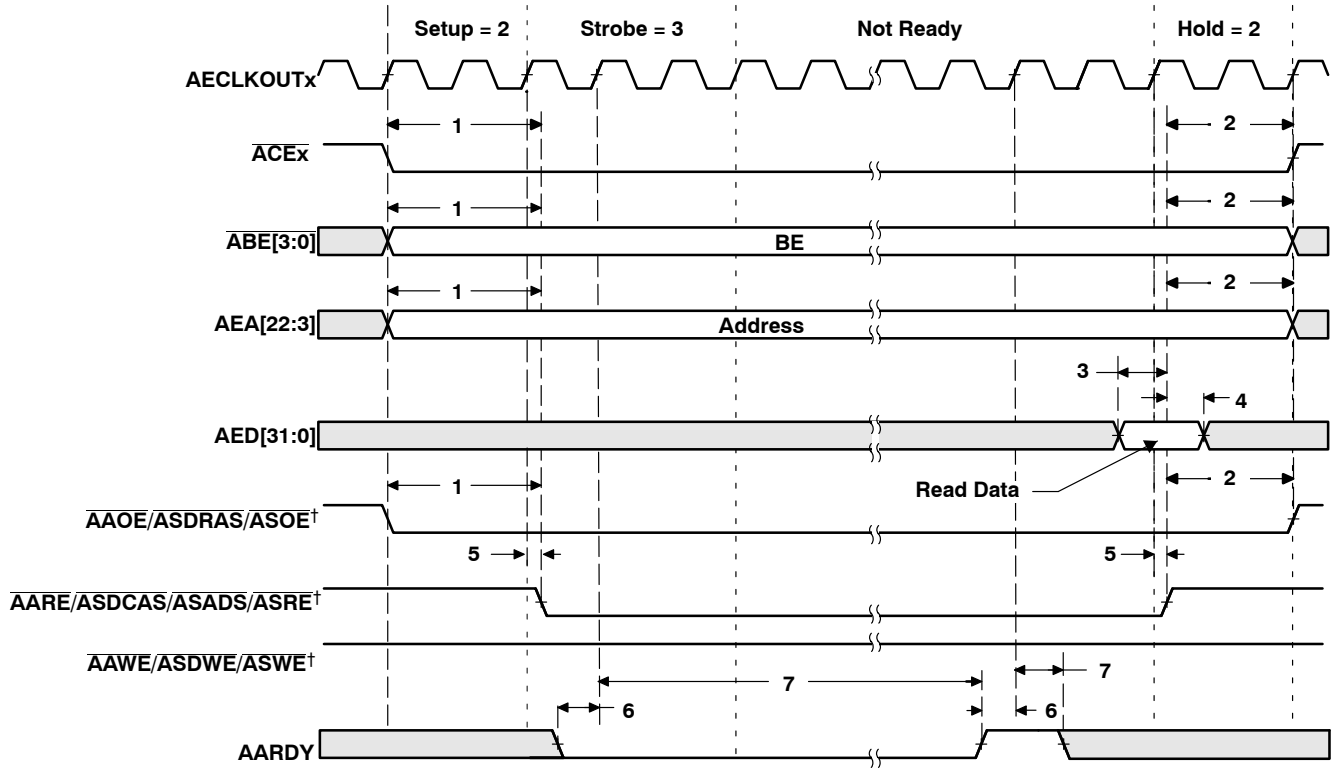 Setup = 2 Strobe = 3 Not Ready Hold = 2
AECLKOUTx
1 2
ACEx
1 2
ABE[3:0] BE
1 2
AEA[22:3] Address
3
4
AED[31:0]
1 Read Data 2
AAOE/ASDRAS/ASOE†
5 5
AARE/ASDCAS/ASADS/ASRE†
AAWE/ASDWE/ASWE†
7 7
6 6
AARDY